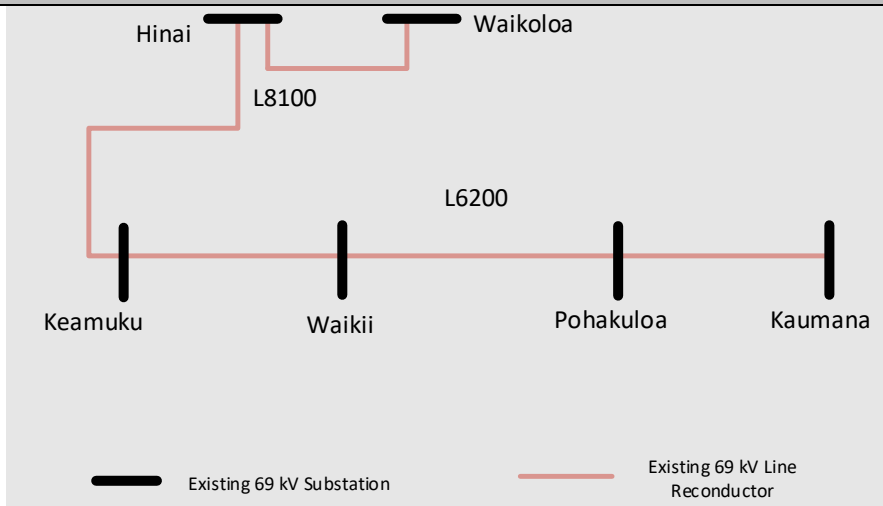 Hinai
Waikoloa
L8100
L6200
Keamuku
Waikii
Pohakuloa
Kaumana
Existing 69 kV Substation
Existing 69 kV Line
Reconductor